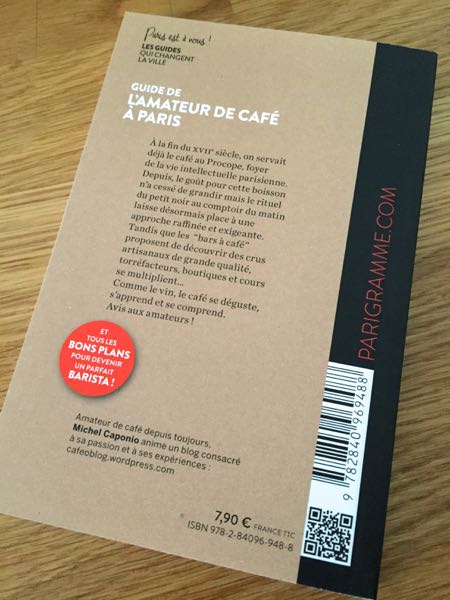 Paris est à nous !
LES GUIDES
QUI CHANGENT
LA VILLE
GUIDE DE
L'AMATEUR DE CAFÉ
À PARIS
À la fin du XVIIe siècle, on servait
déjà le café au Procope, foyer
de la vie intellectuelle parisienne.
Depuis, le goût pour cette boisson
n'a cessé de grandir mais le rituel
du petit noir au comptoir du matin
laisse désormais place à une
approche raffinée et exigeante.
Tandis que les "bars à café"
proposent de découvrir des crus
artisanaux de grande qualité,
torréfacteurs, boutiques et cours
se multiplient...
Comme le vin, le café se déguste,
s'apprend et se comprend.
Avis aux amateurs !
ET
TOUS LES
BONS PLANS
POUR DEVENIR
UN PARFAIT
BARISTA !
Amateur de café depuis toujours,
Michel Caponio anime un blog consacré
à sa passion et à ses expériences :
cafeoblog.wordpress.com
7,90 € FRANCE TTC
ISBN 978-2-84096-948-8
PARIGRAMME.COM
9 782840 969488